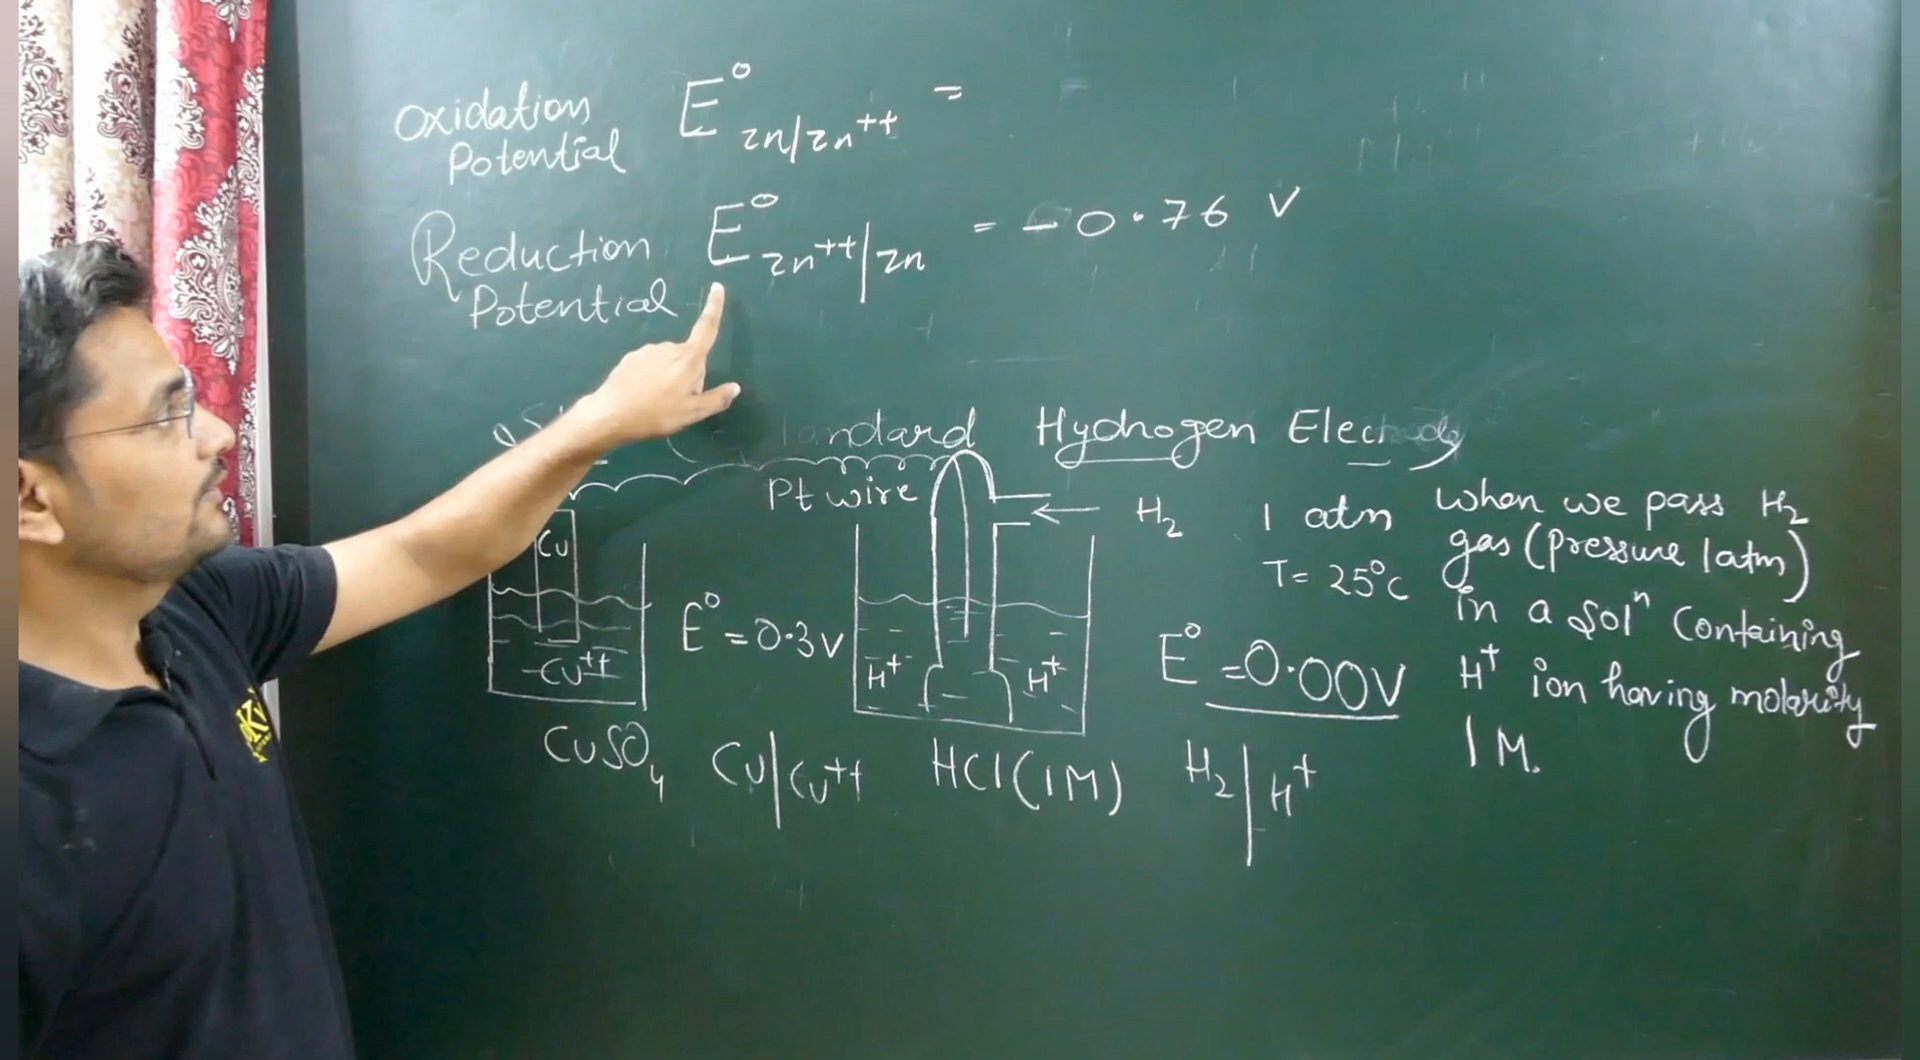 Oxidation
Potential
E° Zn/Zn++ =
Reduction
Potential
E° Zn++/Zn = -0.76 V
Hydrogen
Pt wire
H2
1 atm
T= 25°C
when we pass H2
gas (Pressure 1atm)
in a Solⁿ Containing
H+ ion having molarity
1 M.
Cu
Cu++
E° = 0.3V
H+
H+
E° = 0.00V
CuSO4
Cu|Cu++
HCl(1M)
H2|H+